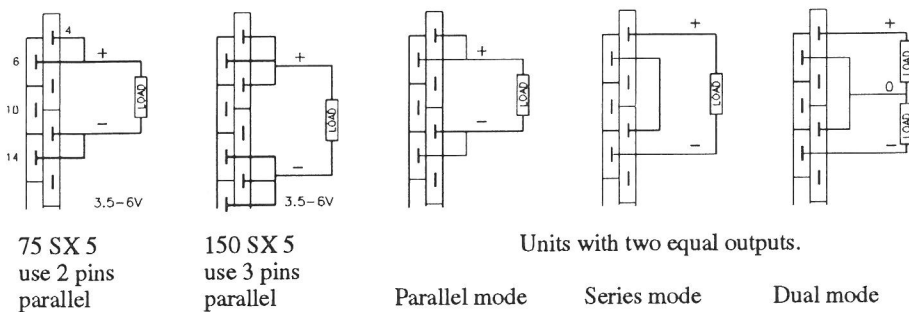 4
+
6
LOAD
10
−
14
3.5-6V
+
LOAD
−
3.5-6V
+
LOAD
−
+
LOAD
−
+
LOAD
0
LOAD
−
75 SX 5
use 2 pins
parallel
150 SX 5
use 3 pins
parallel
Units with two equal outputs.
Parallel mode
Series mode
Dual mode